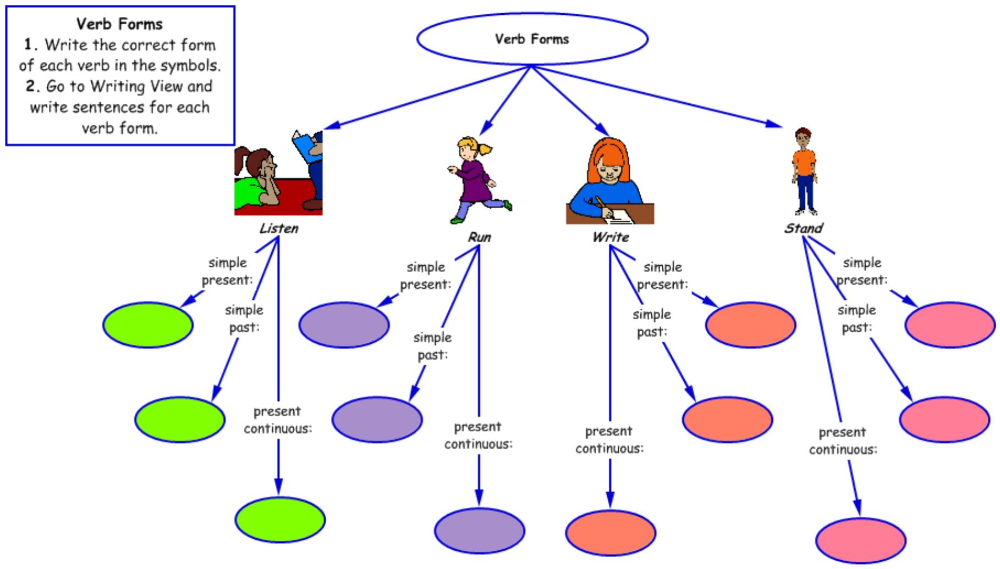 Verb Forms
1. Write the correct form
of each verb in the symbols.
2. Go to Writing View and
write sentences for each
verb form.
Verb Forms
Listen
simple
present:
simple
past:
present
continuous:
Run
simple
present:
simple
past:
present
continuous:
Write
simple
present:
simple
past:
present
continuous:
Stand
simple
present:
simple
past:
present
continuous: